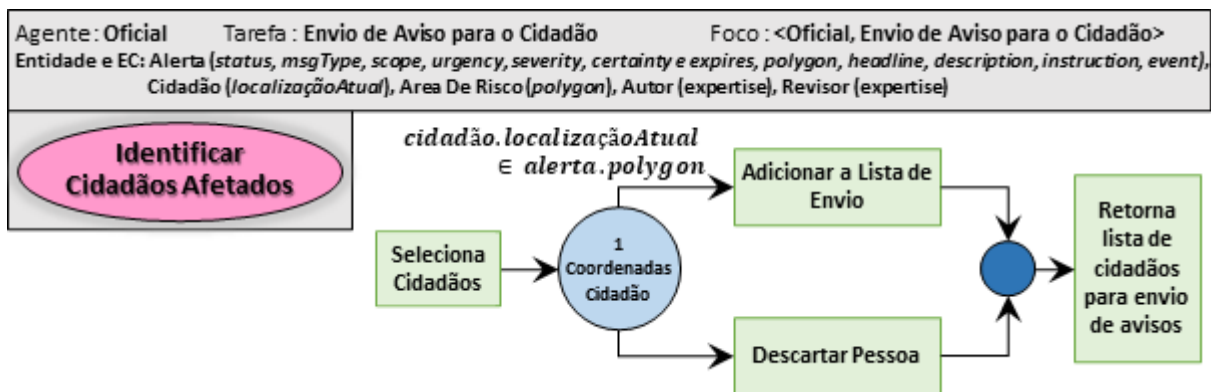 Agente: Oficial Tarefa : Envio de Aviso para o Cidadão Foco : <Oficial, Envio de Aviso para o Cidadão>
Entidade e EC: Alerta (status, msgType, scope, urgency, severity, certainty e expires, polygon, headline, description, instruction, event),
Cidadão (localizaçãoAtual), Area De Risco (polygon), Autor (expertise), Revisor (expertise)
Identificar
Cidadãos Afetados
cidadão.localizaçãoAtual
∈ alerta.polygon
Seleciona
Cidadãos
1
Coordenadas
Cidadão
Adicionar a Lista de
Envio
Descartar Pessoa
Retorna
lista de
cidadãos
para envio
de avisos